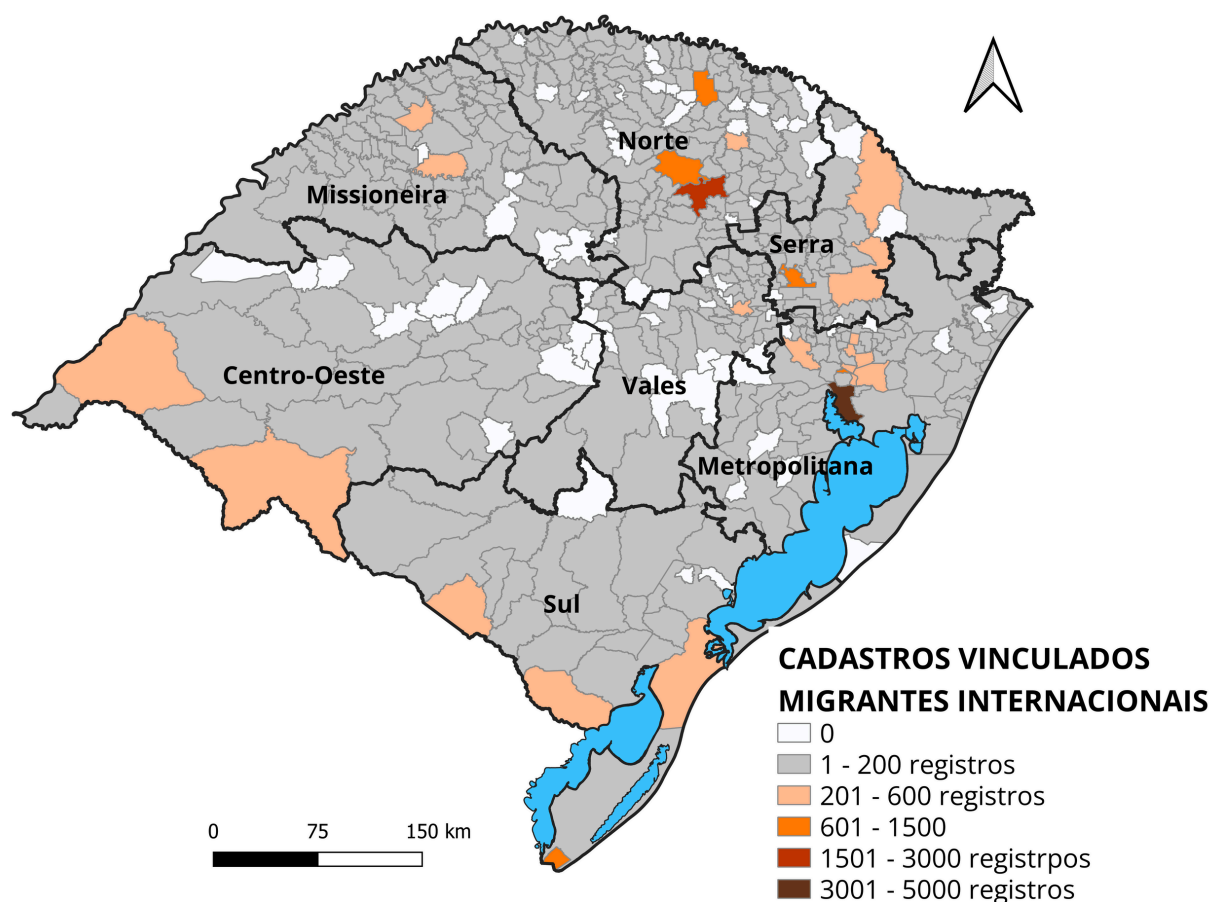 Norte
Missioneira
Serra
Centro-Oeste
Vales
Metropolitana
Sul
CADASTROS VINCULADOS
MIGRANTES INTERNACIONAIS
0
1 - 200 registros
201 - 600 registros
601 - 1500
1501 - 3000 registrpos
3001 - 5000 registros
0 75 150 km